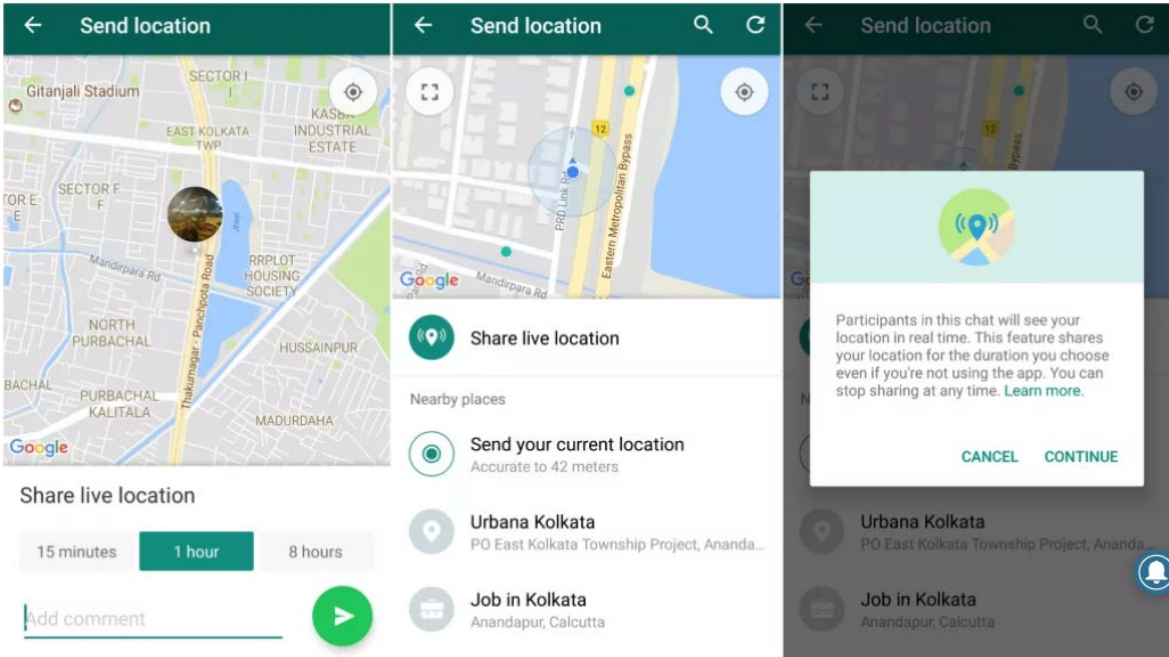 Send location
Gitanjali Stadium
SECTOR I
I
KASBA
INDUSTRIAL
ESTATE
EAST KOLKATA
TWP
SECTOR F
F
TOR E
E
Jheel
Mandirpara Rd
RRPLOT
HOUSING
SOCIETY
NORTH
PURBACHAL
Thakurnagar - Panchpota Road
HUSSAINPUR
BACHAL
PURBACHAL
KALITALA
MADURDAHA
Google
Share live location
15 minutes
1 hour
8 hours
Add comment
Send location
12
PRD Link Rd
Eastern Metropolitan Bypass
Mandirpara Rd
Google
Share live location
Nearby places
Send your current location
Accurate to 42 meters
Urbana Kolkata
PO East Kolkata Township Project, Ananda...
Job in Kolkata
Anandapur, Calcutta
Send location
12
Bypass
Participants in this chat will see your
location in real time. This feature shares
your location for the duration you choose
even if you're not using the app. You can
stop sharing at any time. Learn more.
CANCEL CONTINUE
Urbana Kolkata
PO East Kolkata Township Project, Ananda...
Job in Kolkata
Anandapur, Calcutta